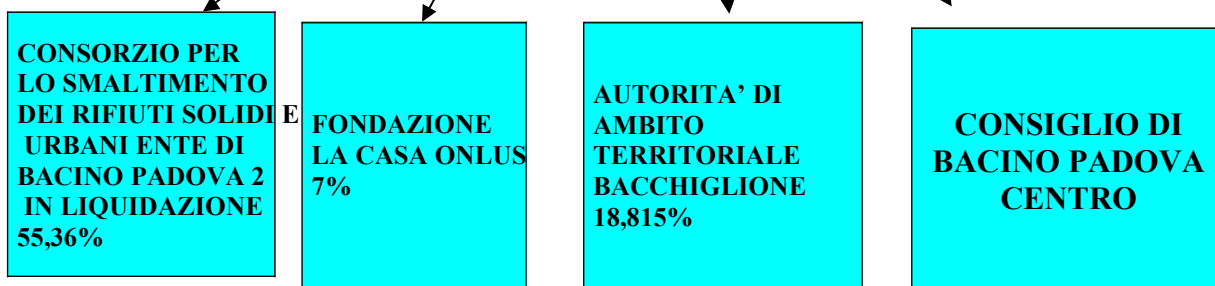 CONSORZIO PER
LO SMALTIMENTO
DEI RIFIUTI SOLIDI E
URBANI ENTE DI
BACINO PADOVA 2
IN LIQUIDAZIONE
55,36%
FONDAZIONE
LA CASA ONLUS
7%
AUTORITA’ DI
AMBITO
TERRITORIALE
BACCHIGLIONE
18,815%
CONSIGLIO DI
BACINO PADOVA
CENTRO